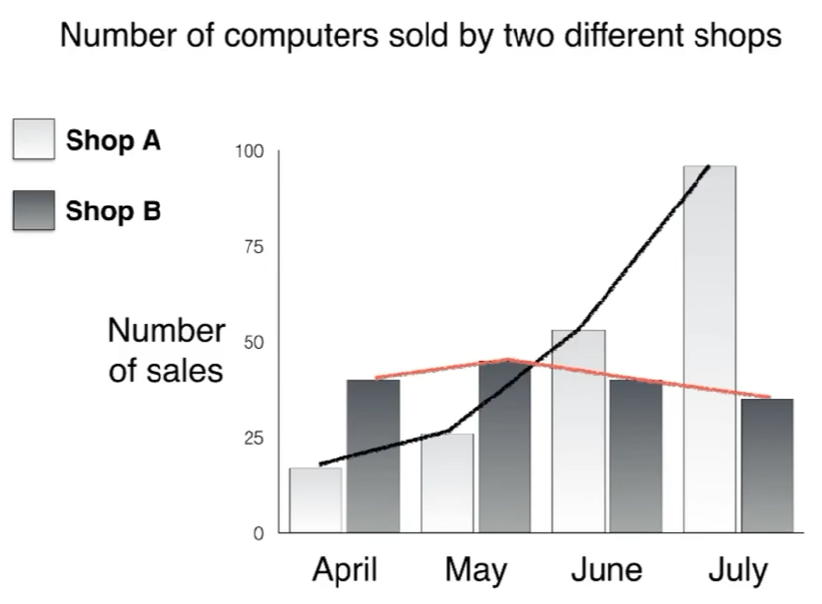 Number of computers sold by two different shops
Shop A
Shop B
Number
of sales
100
75
50
25
0
April May June July